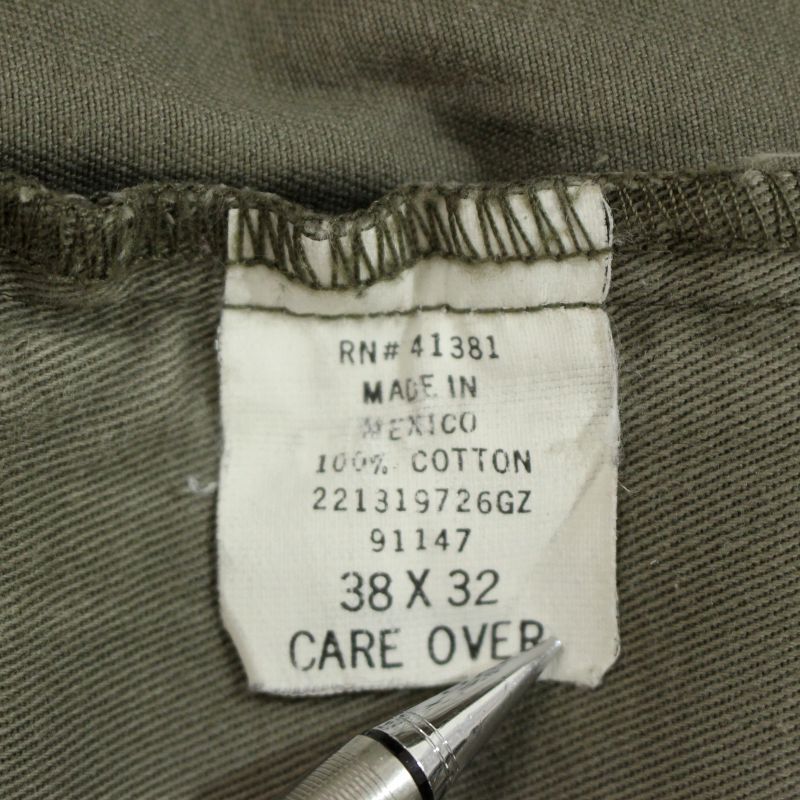 RN# 41381
MADE IN
MEXICO
100% COTTON
221319726GZ
91147
38 X 32
CARE OVER